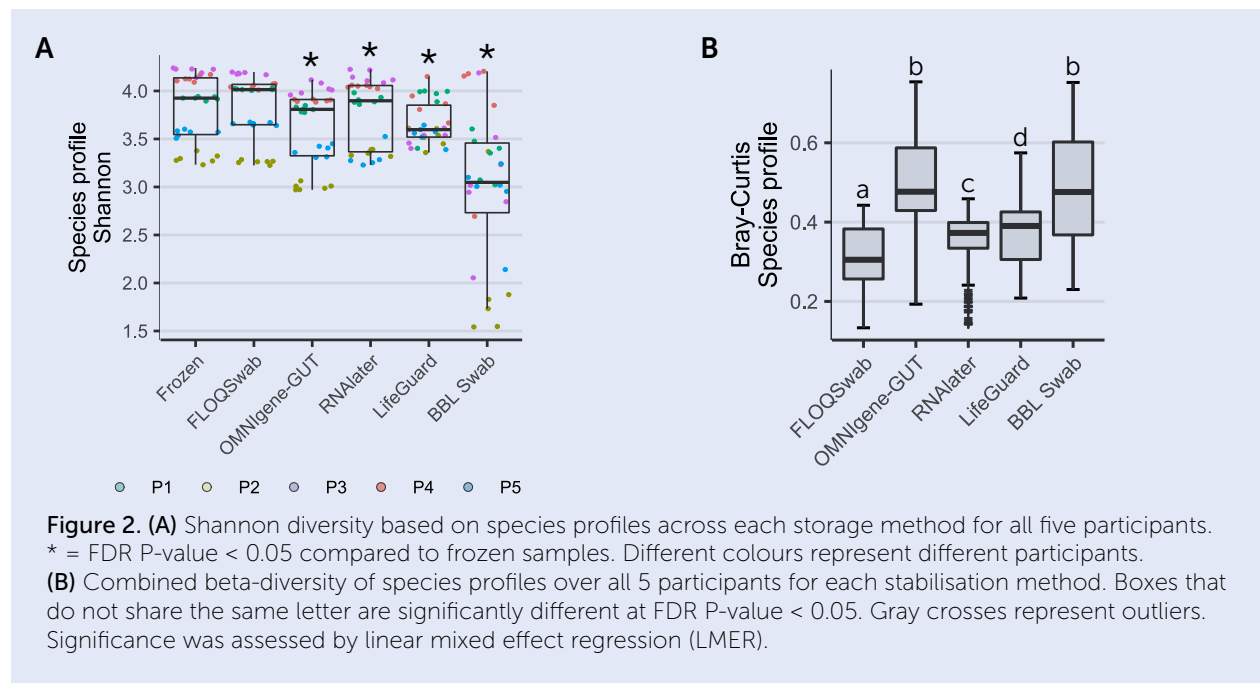 A
B
* * * *
Species profile
Shannon
4.0
3.5
3.0
2.5
2.0
1.5
Frozen
FLOQSwab
OMNIgene-GUT
RNAlater
LifeGuard
BBL Swab
P1 P2 P3 P4 P5
Bray-Curtis
Species profile
0.6
0.4
0.2
a
b
c
d
b
FLOQSwab
OMNIgene-GUT
RNAlater
LifeGuard
BBL Swab
Figure 2. (A) Shannon diversity based on species profiles across each storage method for all five participants.
* = FDR P-value < 0.05 compared to frozen samples. Different colours represent different participants.
(B) Combined beta-diversity of species profiles over all 5 participants for each stabilisation method. Boxes that
do not share the same letter are significantly different at FDR P-value < 0.05. Gray crosses represent outliers.
Significance was assessed by linear mixed effect regression (LMER).